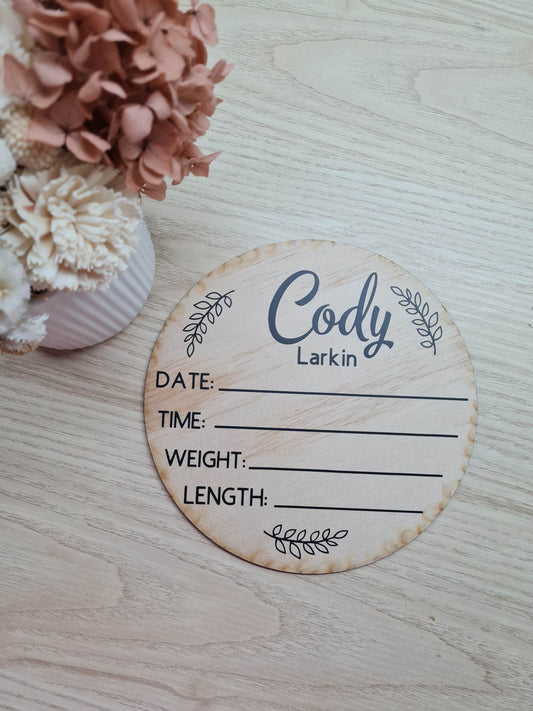 Cody
Larkin
DATE:
TIME:
WEIGHT:
LENGTH: